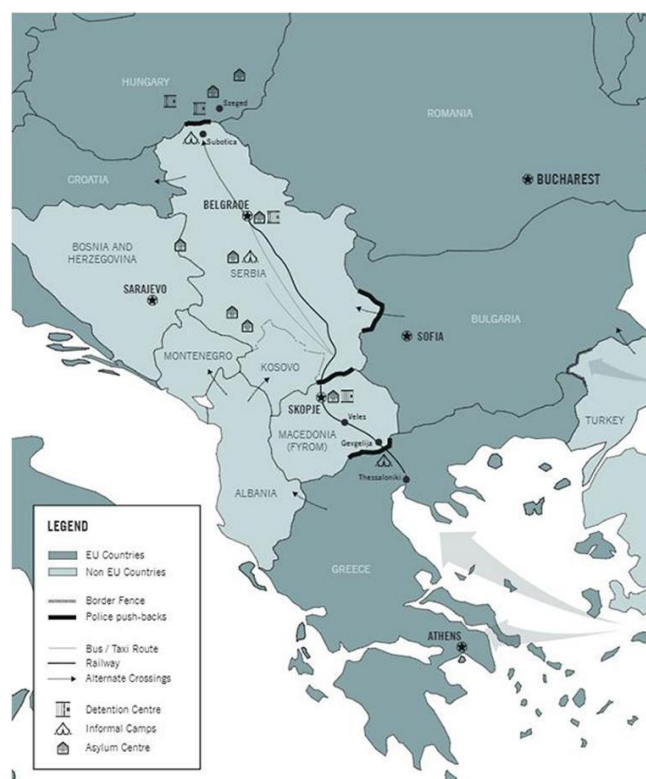 HUNGARY
Szeged
ROMANIA
Subotica
CROATIA
BUCHAREST
BELGRADE
BOSNIA AND
HERZEGOVINA
SERBIA
SARAJEVO
BULGARIA
SOFIA
MONTENEGRO
KOSOVO
SKOPJE
Veles
TURKEY
MACEDONIA
(FYROM)
Gevgelija
Thessaloniki
ALBANIA
GREECE
ATHENS
LEGEND
EU Countries
Non EU Countries
Border Fence
Police push-backs
Bus / Taxi Route
Railway
Alternate Crossings
Detention Centre
Informal Camps
Asylum Centre